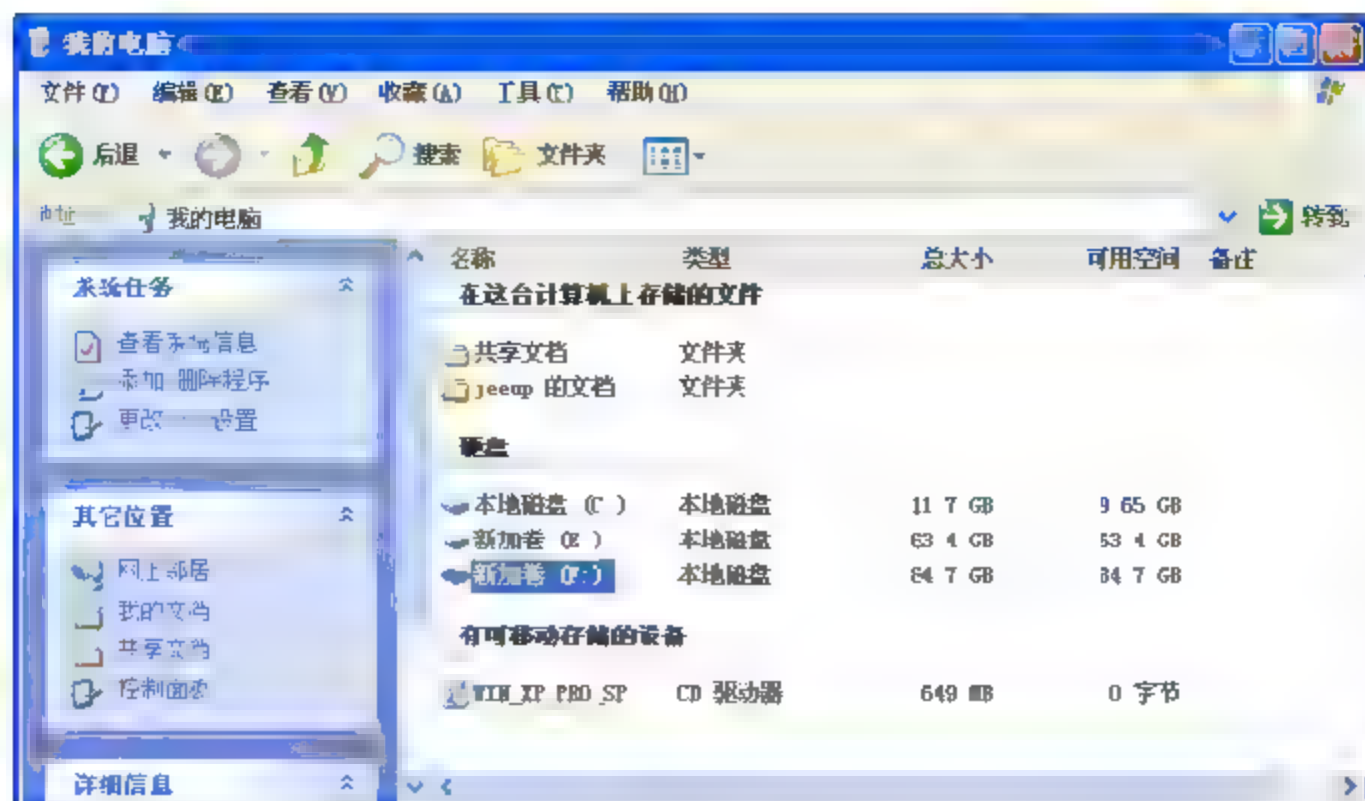 我的电脑
文件(F) 编辑(E) 查看(V) 收藏(A) 工具(T) 帮助(H)
后退 搜索 文件夹
地址 我的电脑 转到
名称 类型 总大小 可用空间 备注
系统任务
在这台计算机上存储的文件
查看系统信息
共享文档 文件夹
添加 删除程序
jeeup 的文档 文件夹
更改 设置
硬盘
其它位置
本地磁盘 (C ) 本地磁盘 11 7 GB 9 65 GB
新加卷 (E ) 本地磁盘 63 4 GB 53 4 GB
网上邻居
新加卷 (F:) 本地磁盘 84 7 GB 84 7 GB
我的文档
有可移动存储的设备
共享文档
控制面板
WIN_XP_PRO_SP CD 驱动器 649 MB 0 字节
详细信息